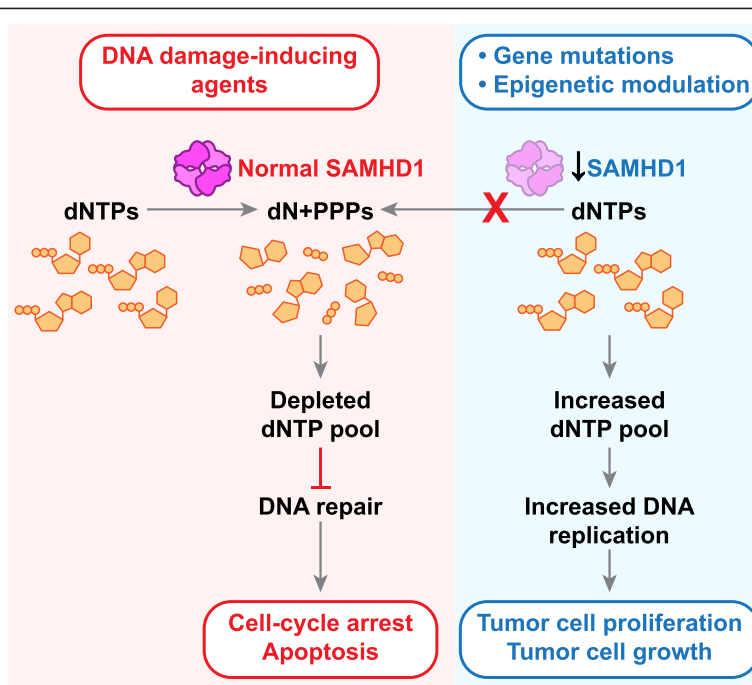 DNA damage-inducing
agents
• Gene mutations
• Epigenetic modulation
Normal SAMHD1
↓SAMHD1
dNTPs
dN+PPPs
X
dNTPs
Depleted
dNTP pool
DNA repair
Cell-cycle arrest
Apoptosis
Increased
dNTP pool
Increased DNA
replication
Tumor cell proliferation
Tumor cell growth